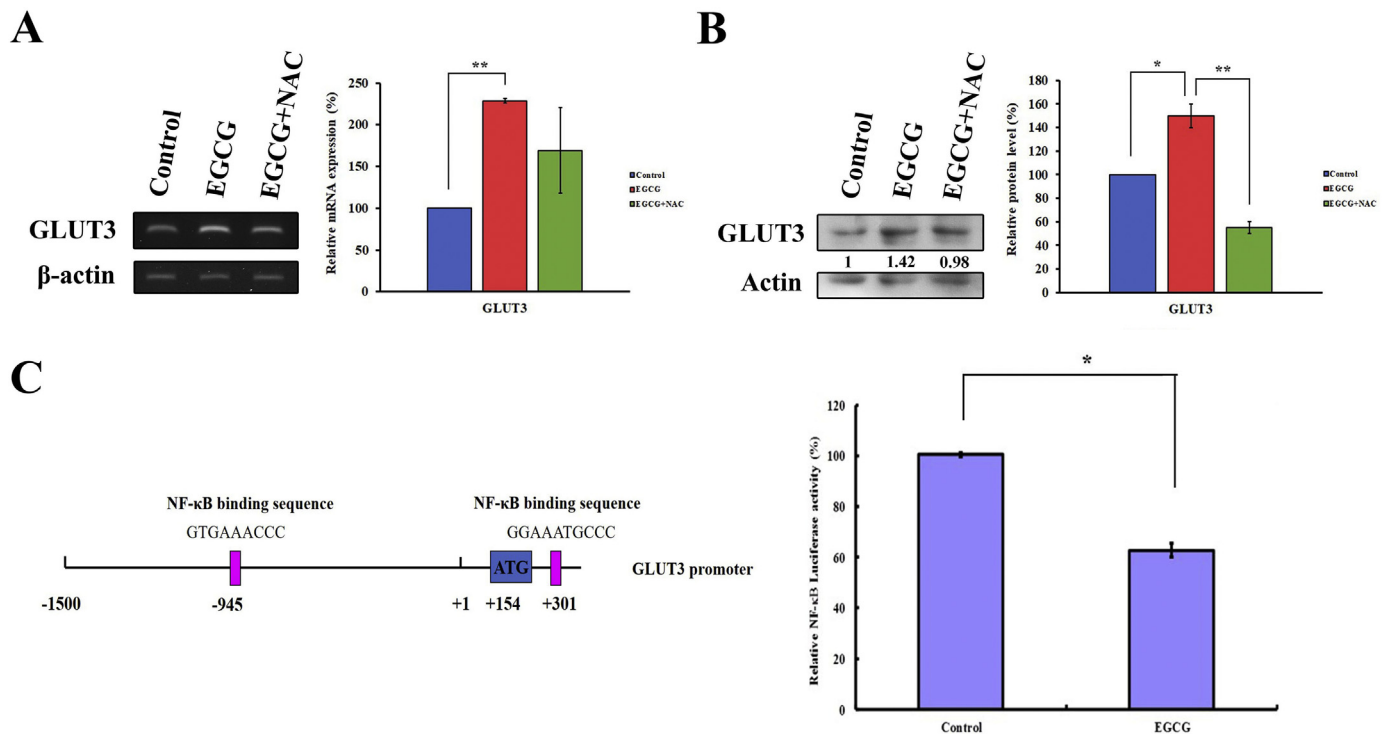 A
Control
EGCG
EGCG+NAC
GLUT3
β-actin
Relative mRNA expression (%)
250
200
150
100
50
0
**
GLUT3
Control
EGCG
EGCG+NAC
B
Control
EGCG
EGCG+NAC
GLUT3
1 1.42 0.98
Actin
Relative protein level (%)
180
160
140
120
100
80
60
40
20
0
* **
GLUT3
Control
EGCG
EGCG+NAC
C
NF-κB binding sequence NF-κB binding sequence
GTGAAACCC GGAAATGCCC
ATG GLUT3 promoter
-1500 -945 +1 +154 +301
Relative NF-κB Luciferase activity (%)
120
100
80
60
40
20
0
*
Control EGCG